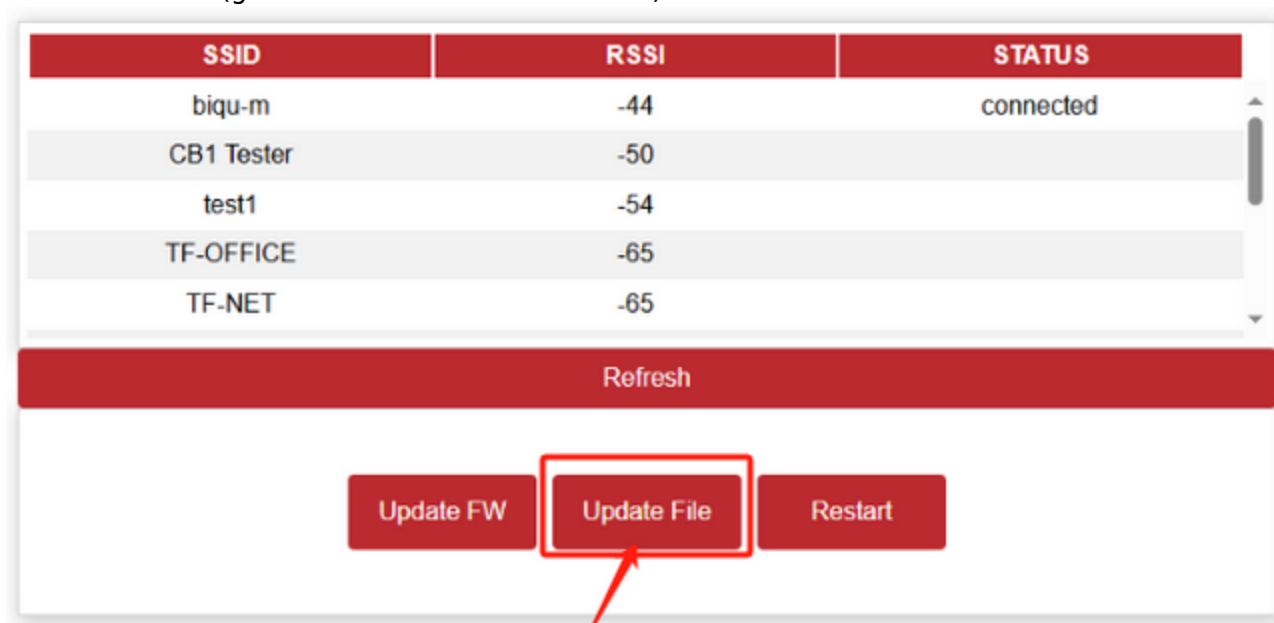 SSID RSSI STATUS
biqu-m -44 connected
CB1 Tester -50
test1 -54
TF-OFFICE -65
TF-NET -65
Refresh
Update FW Update File Restart